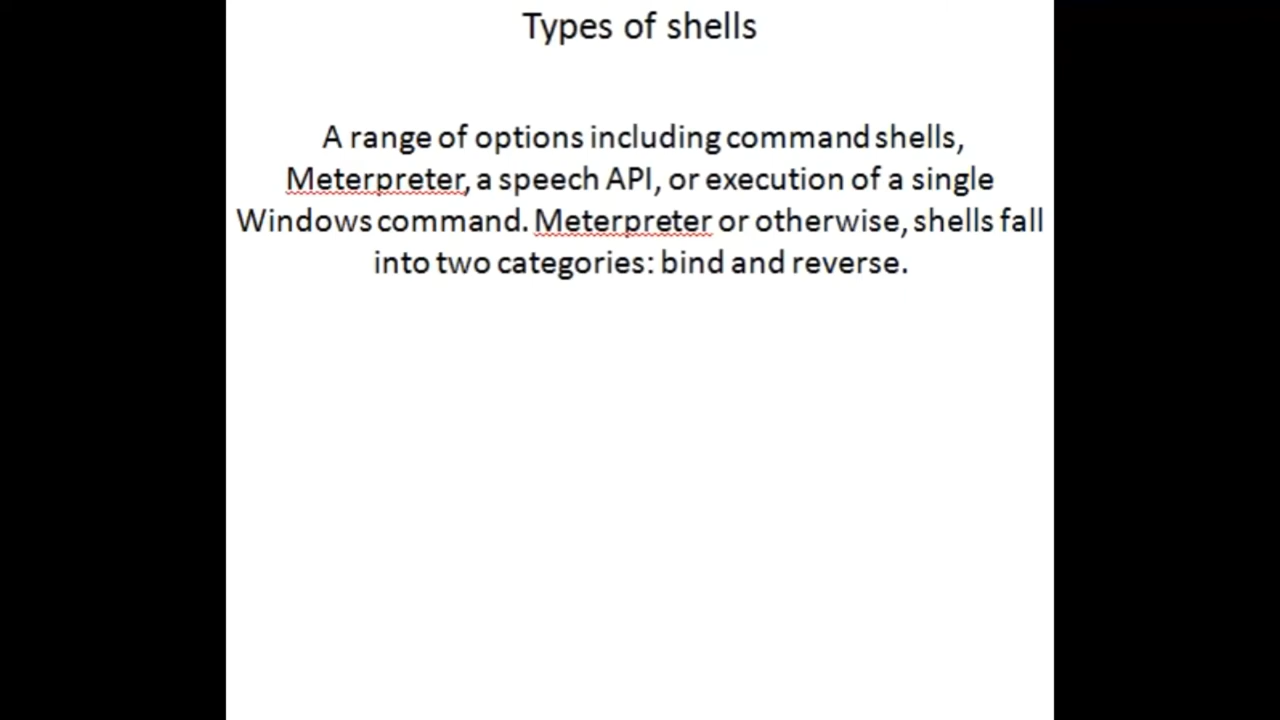 Types of shells
A range of options including command shells,
Meterpreter, a speech API, or execution of a single
Windows command. Meterpreter or otherwise, shells fall
into two categories: bind and reverse.